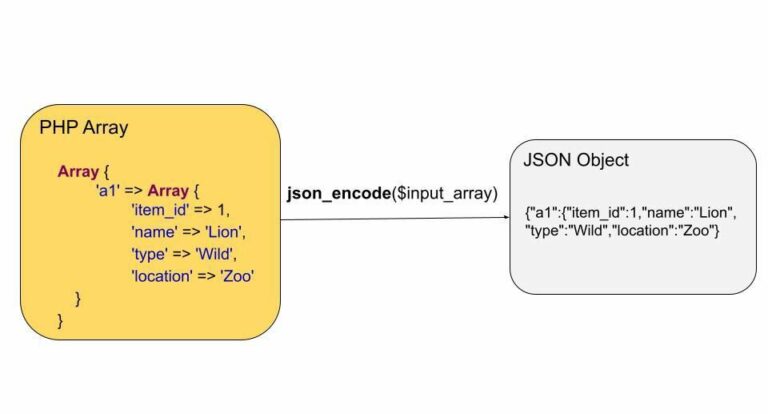 PHP Array
Array {
'a1' => Array {
'item_id' => 1,
'name' => 'Lion',
'type' => 'Wild',
'location' => 'Zoo'
}
}
json_encode($input_array)
JSON Object
{"a1":{"item_id":1,"name":"Lion",
"type":"Wild","location":"Zoo"}